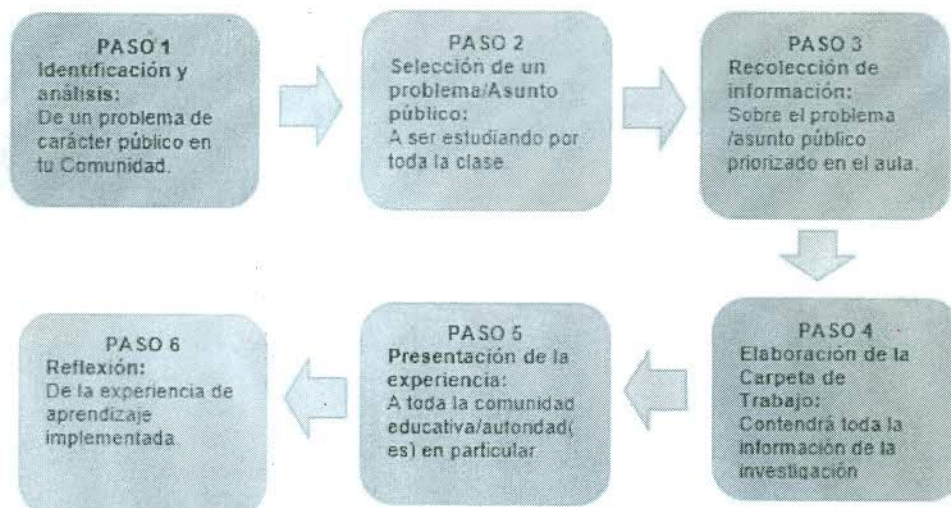 PASO 1
Identificación y
análisis:
De un problema de
carácter público en
tu Comunidad.
PASO 2
Selección de un
problema/Asunto
público:
A ser estudiando por
toda la clase.
PASO 3
Recolección de
información:
Sobre el problema
/asunto público
priorizado en el aula.
PASO 4
Elaboración de la
Carpeta de
Trabajo:
Contendrá toda la
información de la
investigación
PASO 5
Presentación de la
experiencia:
A toda la comunidad
educativa/autoridad(
es) en particular
PASO 6
Reflexión:
De la experiencia de
aprendizaje
implementada